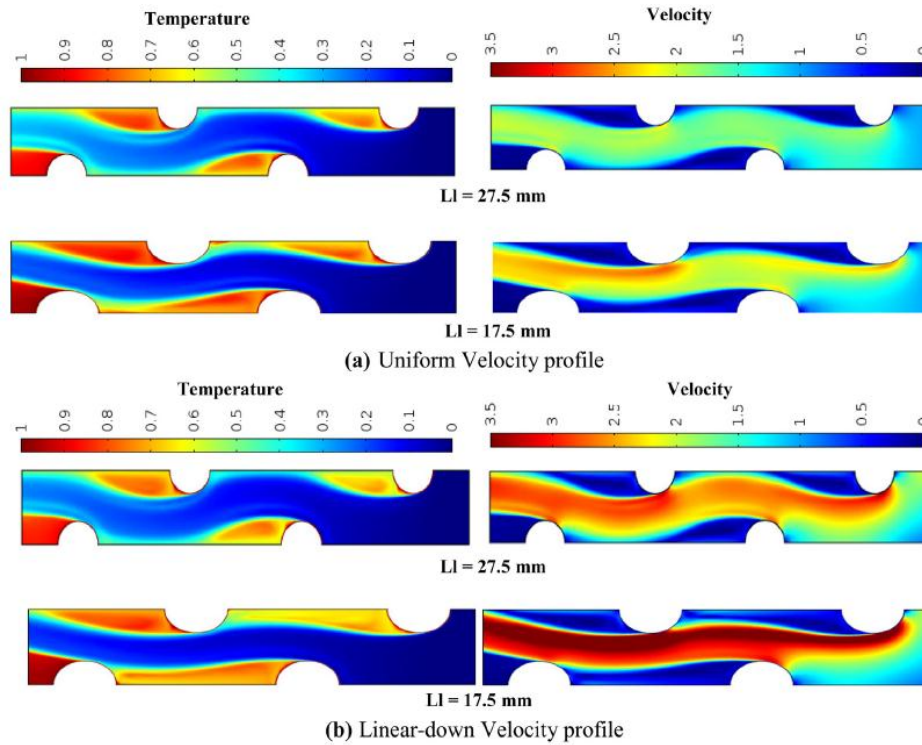 Temperature Velocity
1 0.9 0.8 0.7 0.6 0.5 0.4 0.3 0.2 0.1 0 3.5 3 2.5 2 1.5 1 0.5 0
Ll = 27.5 mm
Ll = 17.5 mm
(a) Uniform Velocity profile
Temperature Velocity
1 0.9 0.8 0.7 0.6 0.5 0.4 0.3 0.2 0.1 0 3.5 3 2.5 2 1.5 1 0.5 0
Ll = 27.5 mm
Ll = 17.5 mm
(b) Linear-down Velocity profile